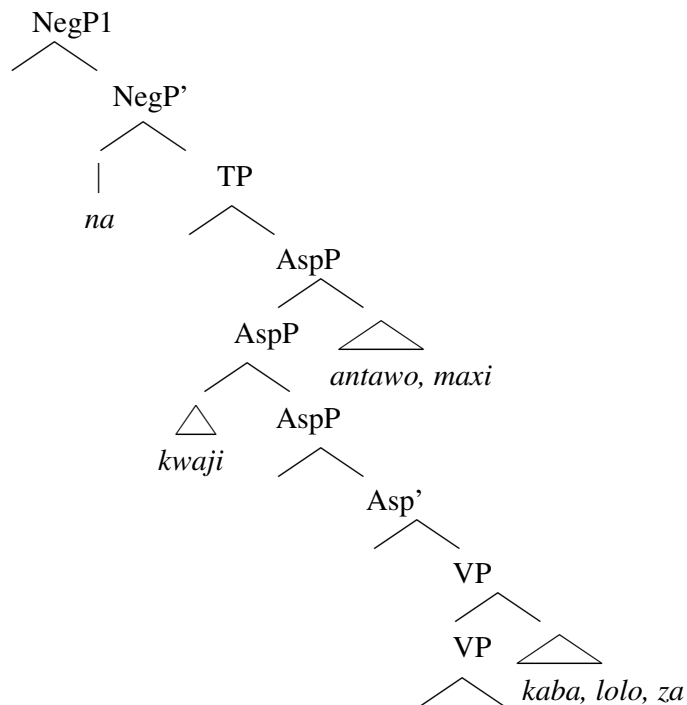 NegP1
NegP’
na
TP
AspP
AspP
antawo, maxi
kwaji
AspP
Asp’
VP
VP
kaba, lolo, za